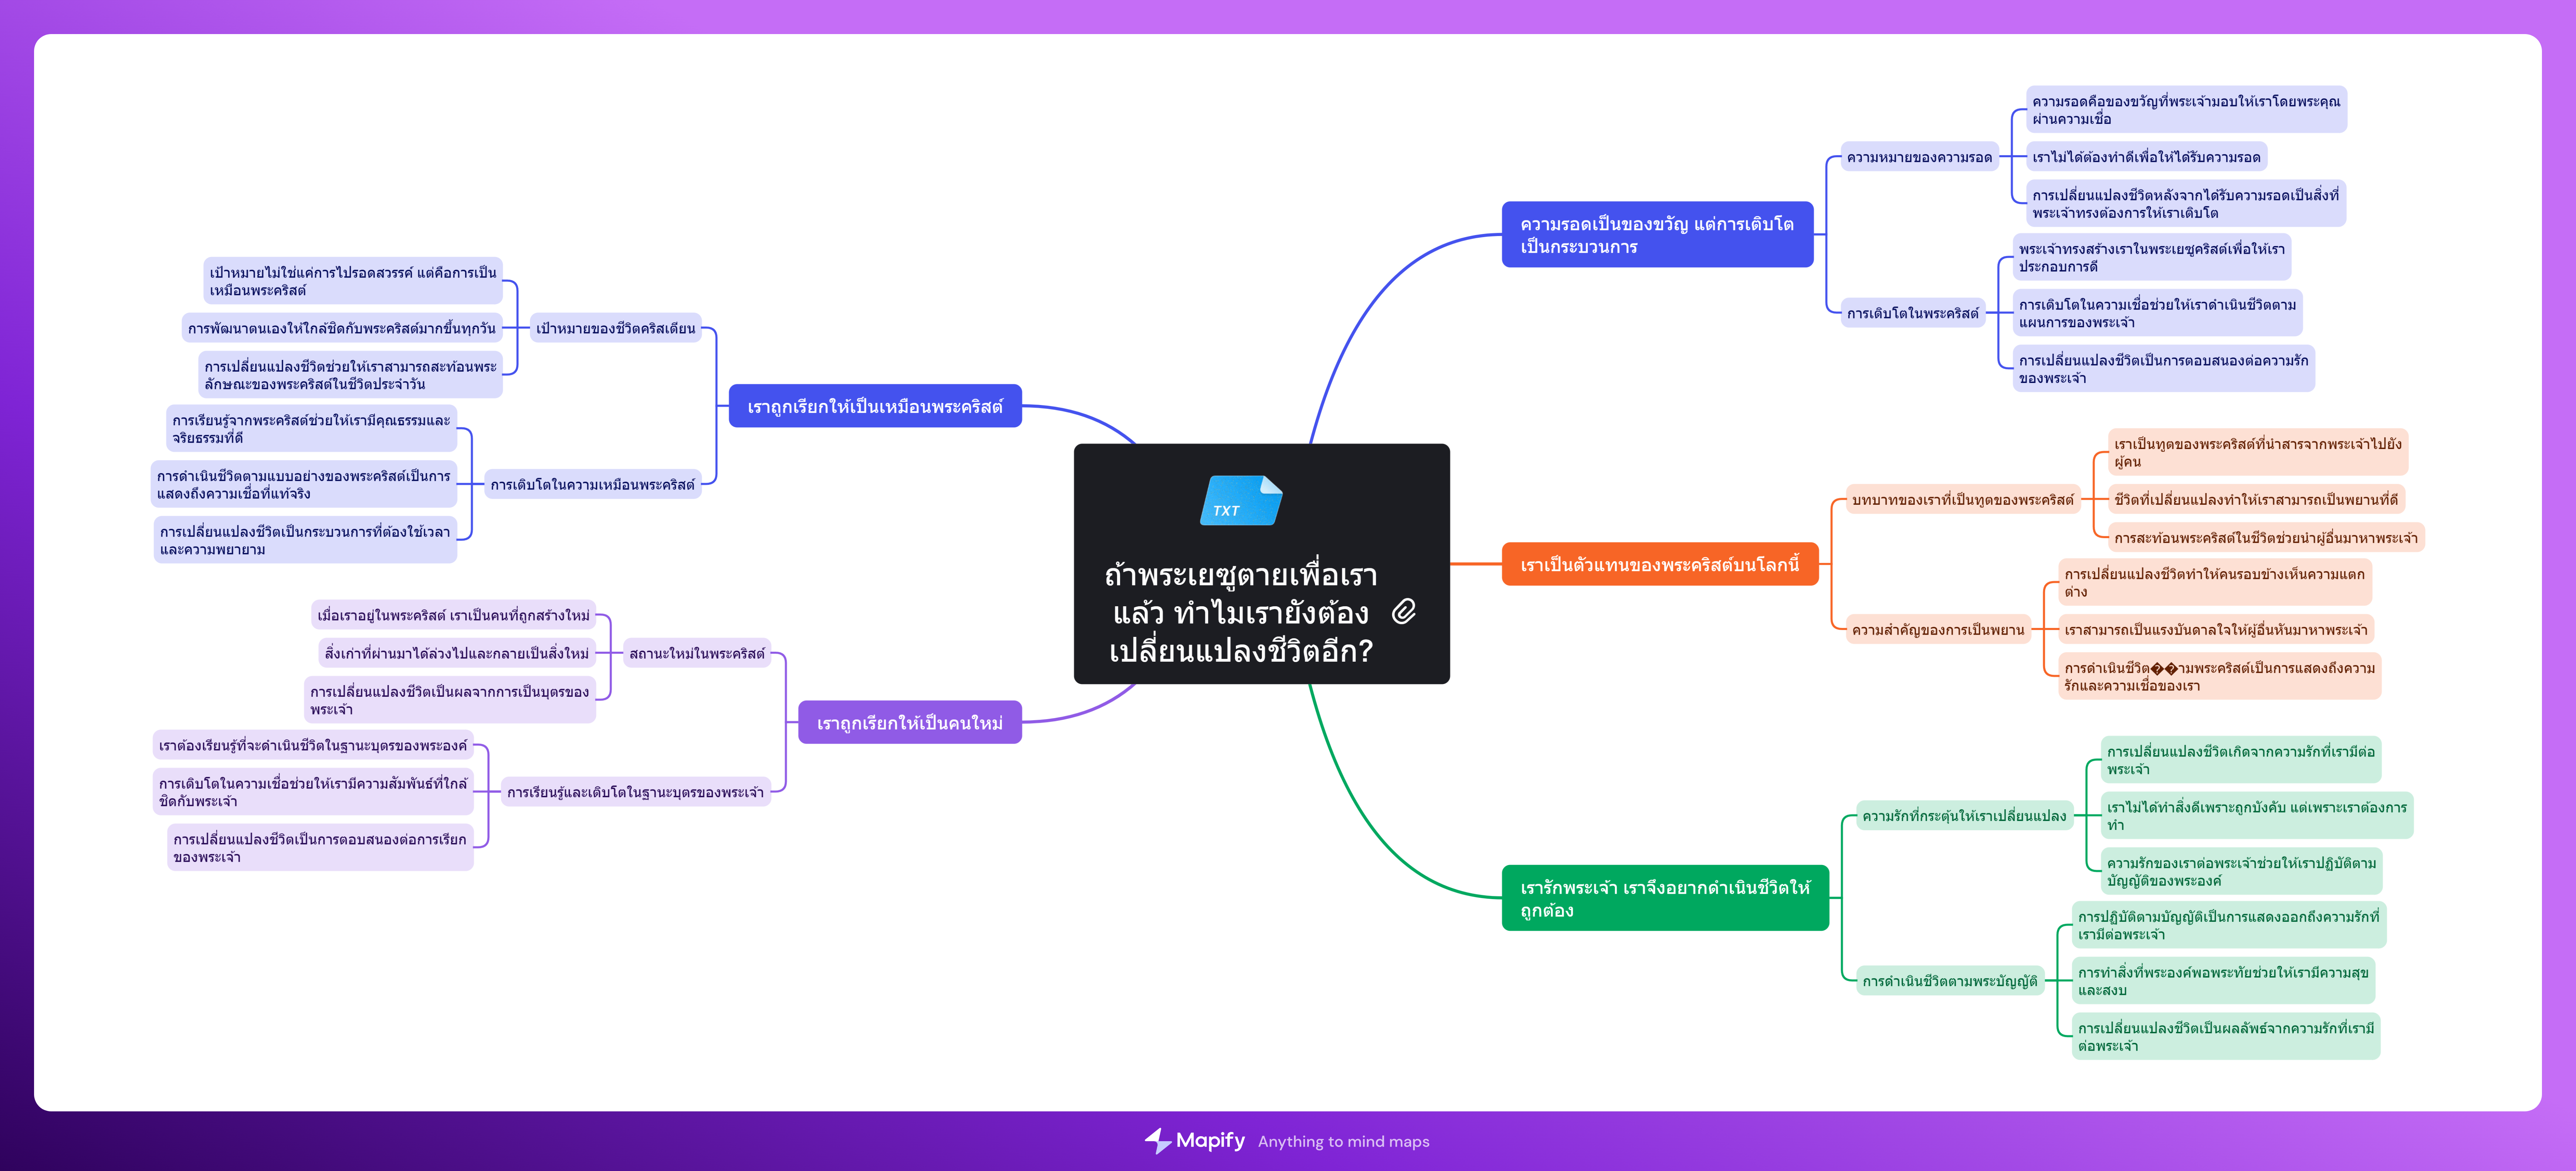 TXT
ถ้าพระเยซูตายเพื่อเรา
แล้ว ทำไมเรายังต้อง
เปลี่ยนแปลงชีวิตอีก?
ความรอดเป็นของขวัญ แต่การเติบโต
เป็นกระบวนการ
ความหมายของความรอด
ความรอดคือของขวัญที่พระเจ้ามอบให้เราโดยพระคุณ
ผ่านความเชื่อ
เราไม่ได้ต้องทำดีเพื่อให้ได้รับความรอด
การเปลี่ยนแปลงชีวิตหลังจากได้รับความรอดเป็นสิ่งที่
พระเจ้าทรงต้องการให้เราเติบโต
การเติบโตในพระคริสต์
พระเจ้าทรงสร้างเราในพระเยซูคริสต์เพื่อให้เรา
ประกอบการดี
การเติบโตในความเชื่อช่วยให้เราดำเนินชีวิตตาม
แผนการของพระเจ้า
การเปลี่ยนแปลงชีวิตเป็นการตอบสนองต่อความรัก
ของพระเจ้า
เราเป็นตัวแทนของพระคริสต์บนโลกนี้
บทบาทของเราที่เป็นทูตของพระคริสต์
เราเป็นทูตของพระคริสต์ที่นำสารจากพระเจ้าไปยัง
ผู้คน
ชีวิตที่เปลี่ยนแปลงทำให้เราสามารถเป็นพยานที่ดี
การสะท้อนพระคริสต์ในชีวิตช่วยนำผู้อื่นมาหาพระเจ้า
ความสำคัญของการเป็นพยาน
การเปลี่ยนแปลงชีวิตทำให้คนรอบข้างเห็นความแตก
ต่าง
เราสามารถเป็นแรงบันดาลใจให้ผู้อื่นหันมาหาพระเจ้า
การดำเนินชีวิต��ามพระคริสต์เป็นการแสดงถึงความ
รักและความเชื่อของเรา
เรารักพระเจ้า เราจึงอยากดำเนินชีวิตให้
ถูกต้อง
ความรักที่กระตุ้นให้เราเปลี่ยนแปลง
การเปลี่ยนแปลงชีวิตเกิดจากความรักที่เรามีต่อ
พระเจ้า
เราไม่ได้ทำสิ่งดีเพราะถูกบังคับ แต่เพราะเราต้องการ
ทำ
ความรักของเราต่อพระเจ้าช่วยให้เราปฏิบัติตาม
บัญญัติของพระองค์
การดำเนินชีวิตตามพระบัญญัติ
การปฏิบัติตามบัญญัติเป็นการแสดงออกถึงความรักที่
เรามีต่อพระเจ้า
การทำสิ่งที่พระองค์พอพระทัยช่วยให้เรามีความสุข
และสงบ
การเปลี่ยนแปลงชีวิตเป็นผลลัพธ์จากความรักที่เรามี
ต่อพระเจ้า
เราถูกเรียกให้เป็นเหมือนพระคริสต์
เป้าหมายของชีวิตคริสเตียน
เป้าหมายไม่ใช่แค่การไปรอดสวรรค์ แต่คือการเป็น
เหมือนพระคริสต์
การพัฒนาตนเองให้ใกล้ชิดกับพระคริสต์มากขึ้นทุกวัน
การเปลี่ยนแปลงชีวิตช่วยให้เราสามารถสะท้อนพระ
ลักษณะของพระคริสต์ในชีวิตประจำวัน
การเติบโตในความเหมือนพระคริสต์
การเรียนรู้จากพระคริสต์ช่วยให้เรามีคุณธรรมและ
จริยธรรมที่ดี
การดำเนินชีวิตตามแบบอย่างของพระคริสต์เป็นการ
แสดงถึงความเชื่อที่แท้จริง
การเปลี่ยนแปลงชีวิตเป็นกระบวนการที่ต้องใช้เวลา
และความพยายาม
เราถูกเรียกให้เป็นคนใหม่
สถานะใหม่ในพระคริสต์
เมื่อเราอยู่ในพระคริสต์ เราเป็นคนที่ถูกสร้างใหม่
สิ่งเก่าที่ผ่านมาได้ล่วงไปและกลายเป็นสิ่งใหม่
การเปลี่ยนแปลงชีวิตเป็นผลจากการเป็นบุตรของ
พระเจ้า
การเรียนรู้และเติบโตในฐานะบุตรของพระเจ้า
เราต้องเรียนรู้ที่จะดำเนินชีวิตในฐานะบุตรของพระองค์
การเติบโตในความเชื่อช่วยให้เรามีความสัมพันธ์ที่ใกล้
ชิดกับพระเจ้า
การเปลี่ยนแปลงชีวิตเป็นการตอบสนองต่อการเรียก
ของพระเจ้า
Mapify Anything to mind maps